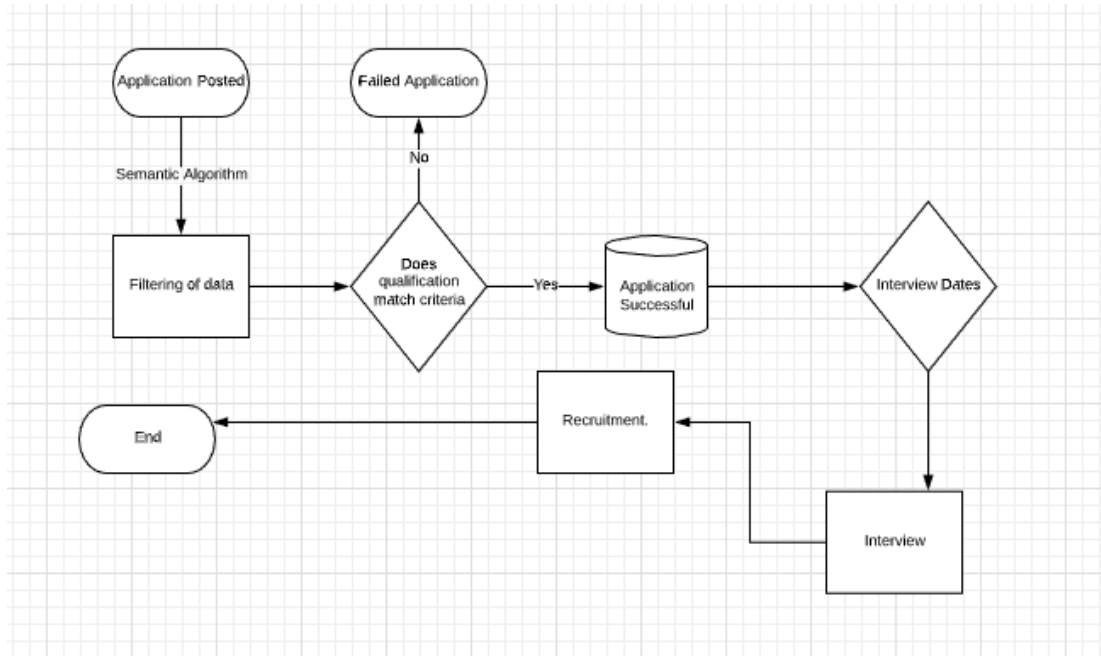 Application Posted
Failed Application
No
Semantic Algorithm
Filtering of data
Does
qualification
match criteria
Yes
Application
Successful
Interview Dates
Recruitment.
End
Interview